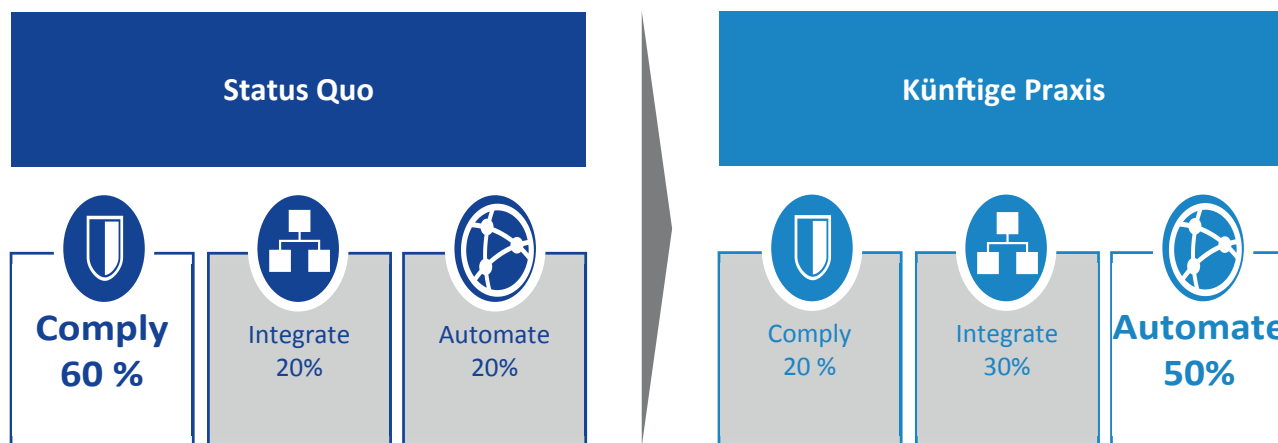 Status Quo
Künftige Praxis
Comply
60 %
Integrate
20%
Automate
20%
Comply
20 %
Integrate
30%
Automate
50%